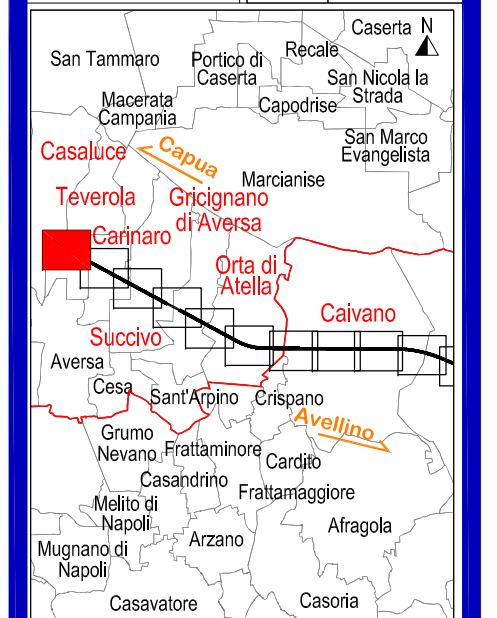 Caserta
N
Recale
San Tammaro
Portico di
Caserta
San Nicola la
Strada
Macerata
Campania
Capodrise
San Marco
Evangelista
Casaluce
Capua
Marcianise
Teverola
Gricignano
di Aversa
Carinaro
Orta di
Atella
Caivano
Succivo
Aversa
Cesa
Sant'Arpino
Crispano
Avellino
Grumo
Nevano
Frattaminore
Cardito
Casandrino
Frattamaggiore
Melito di
Napoli
Afragola
Arzano
Mugnano di
Napoli
Casavatore
Casoria